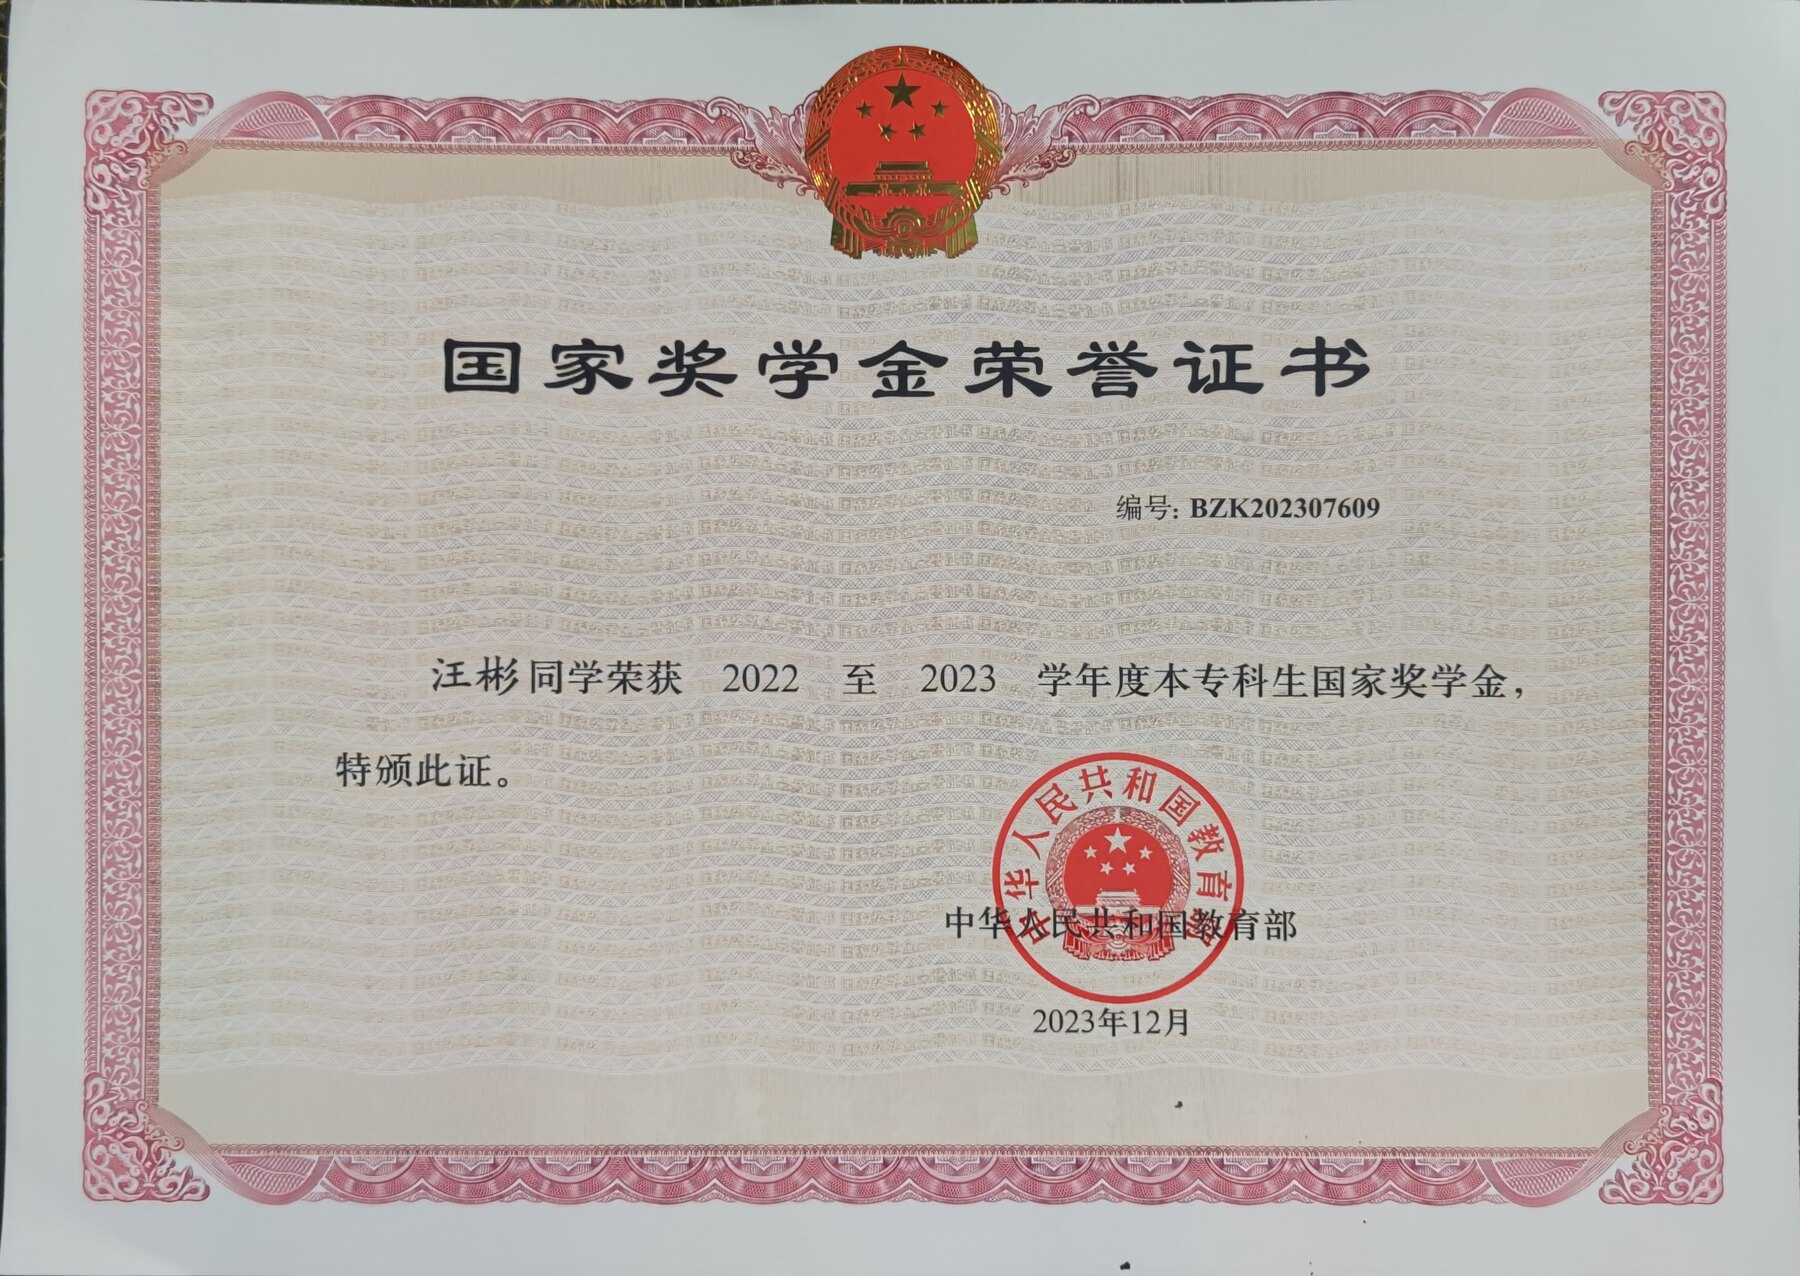 国家奖学金荣誉证书
编号: BZK202307609
汪彬同学荣获 2022 至 2023 学年度本专科生国家奖学金，
特颁此证。
中华人民共和国教育部
中华人民共和国教育部
2023年12月